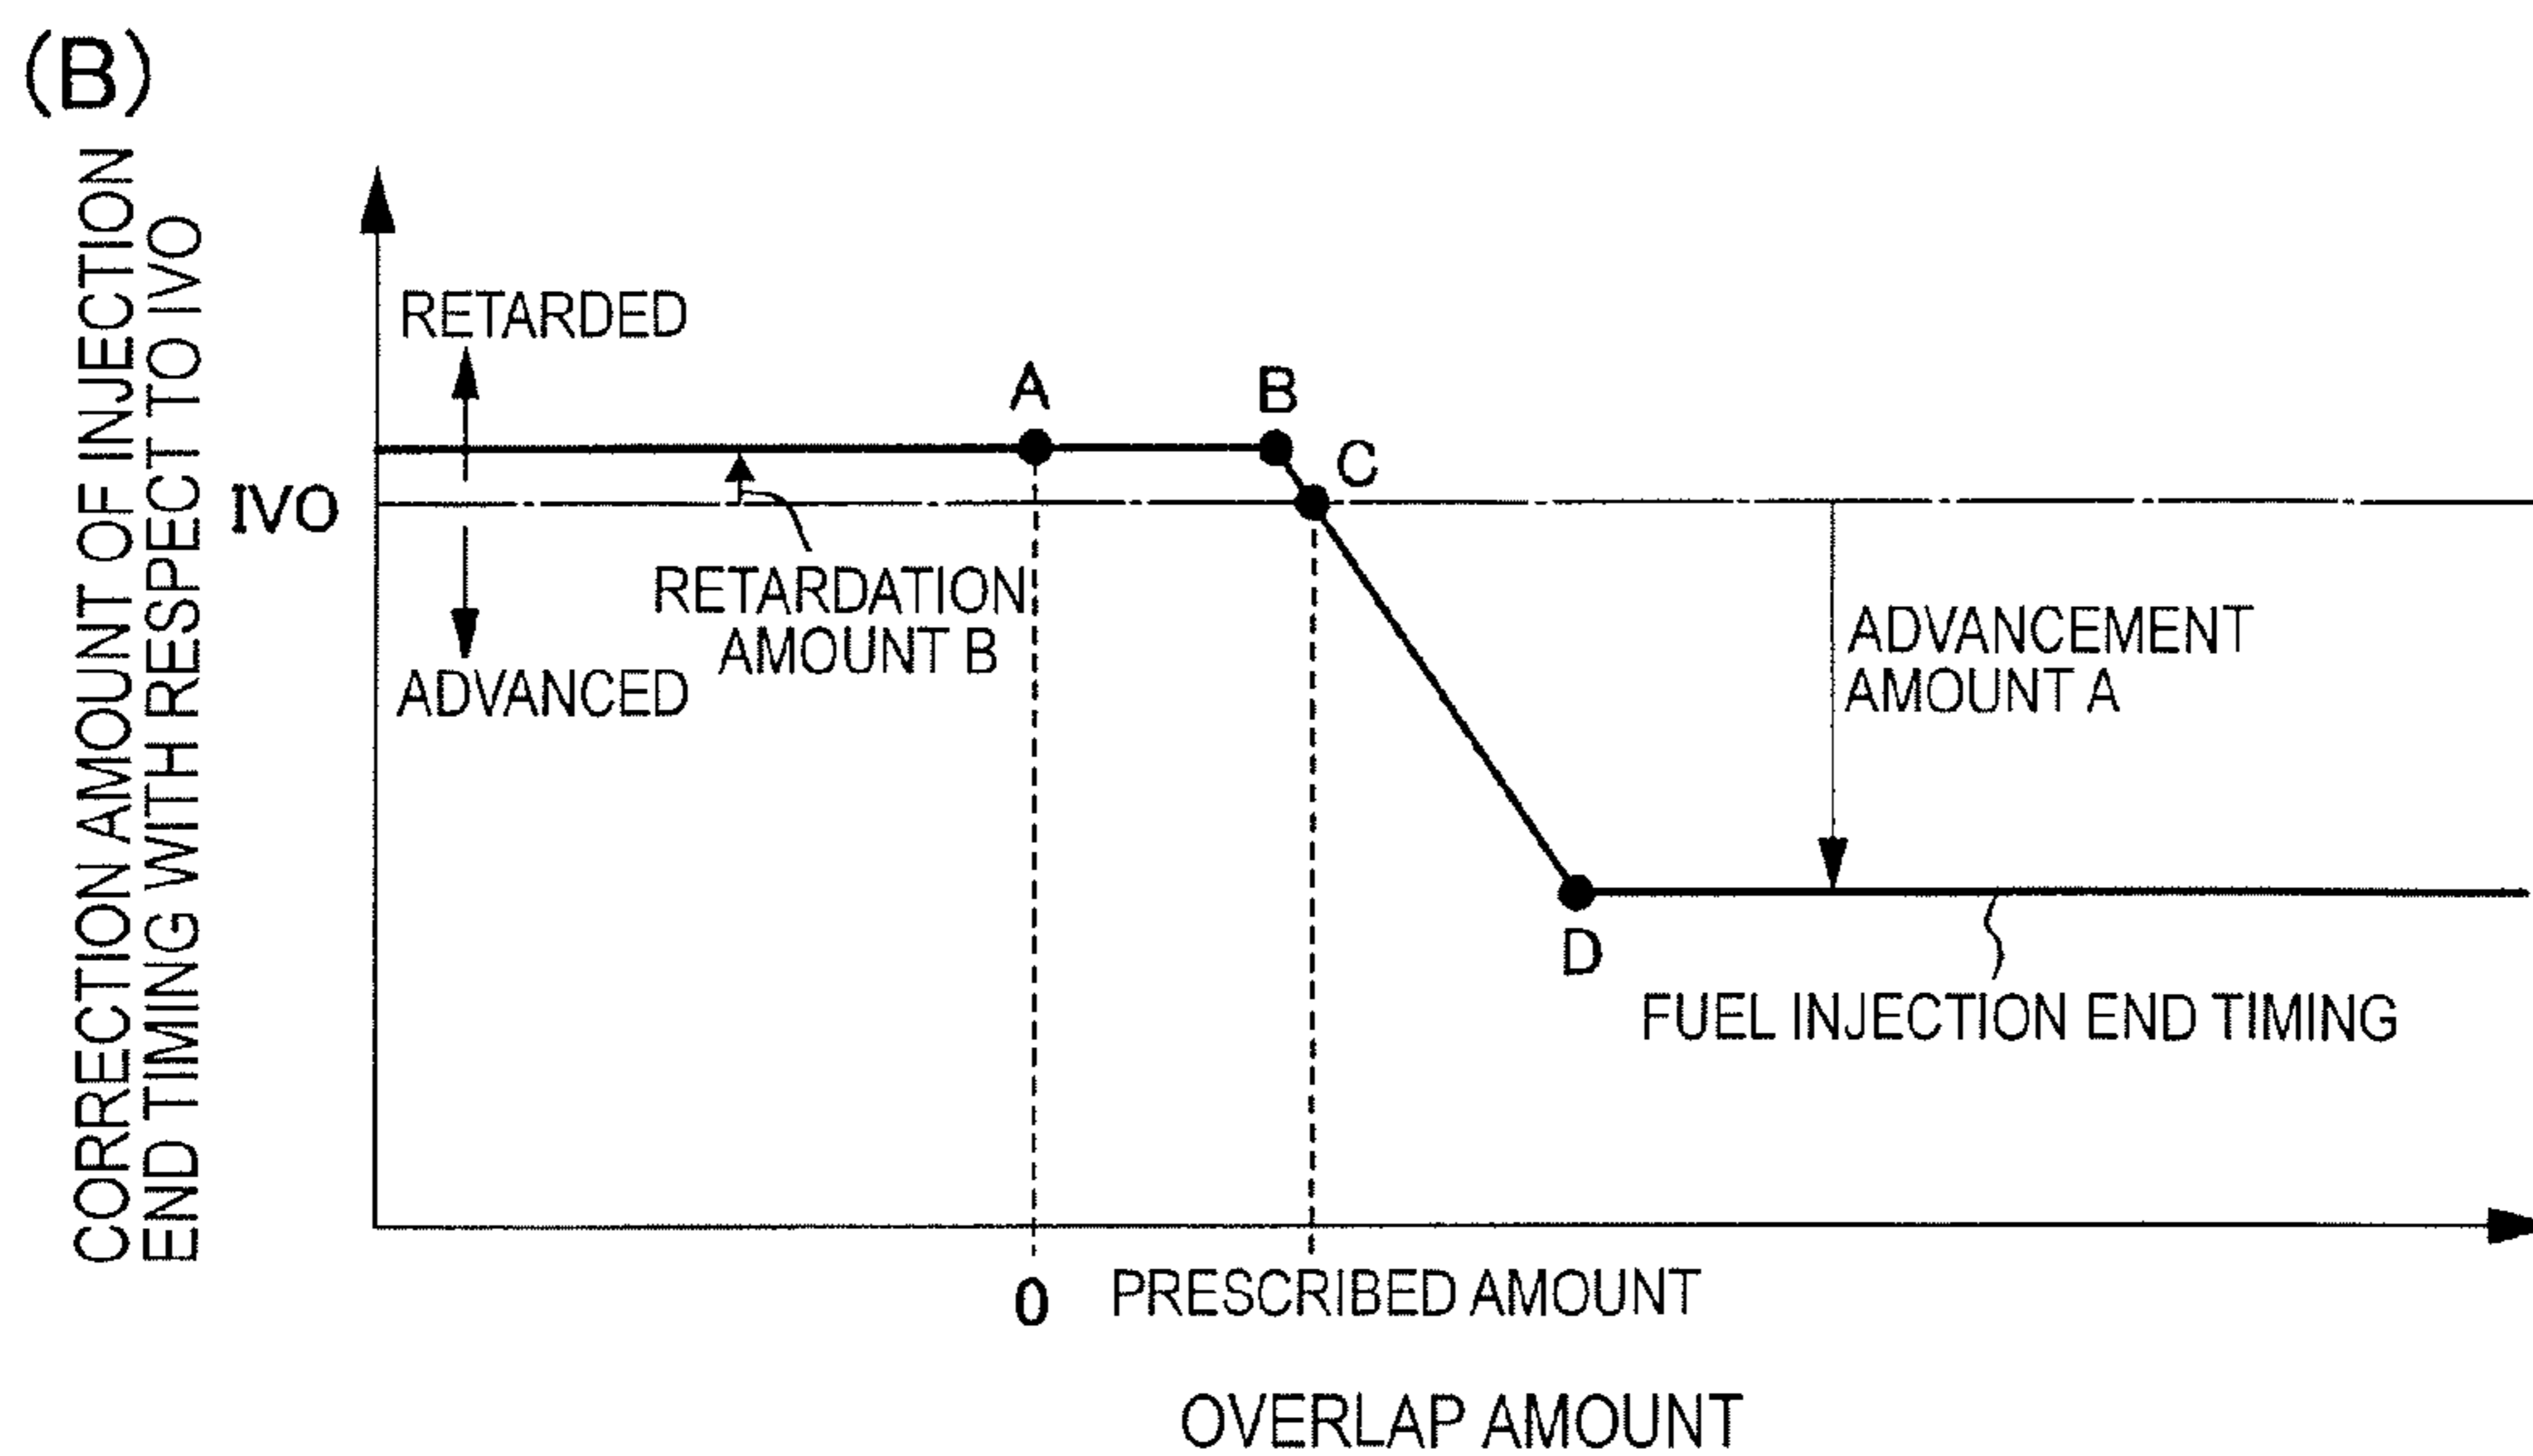 (B)
CORRECTION AMOUNT OF INJECTION
END TIMING WITH RESPECT TO IVO
RETARDED
A
B
C
IVO
RETARDATION
AMOUNT B
ADVANCED
ADVANCEMENT
AMOUNT A
D
FUEL INJECTION END TIMING
0 PRESCRIBED AMOUNT
OVERLAP AMOUNT